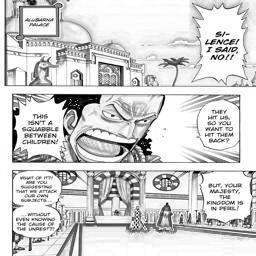 ALUBARNA
PALACE
SI-
LENCE!
I SAID,
NO!!
THEY
HIT US,
SO YOU
WANT TO
HIT THEM
BACK?
THIS
ISN'T A
SQUABBLE
BETWEEN
CHILDREN!
BUT, YOUR
MAJESTY,
THE
KINGDOM IS
IN PERIL!
WHAT OF IT?!
ARE YOU
SUGGESTING
THAT WE ATTACK
OUR OWN
SUBJECTS...
WITHOUT
EVEN KNOWING
THE CAUSE OF
THE UNREST?!